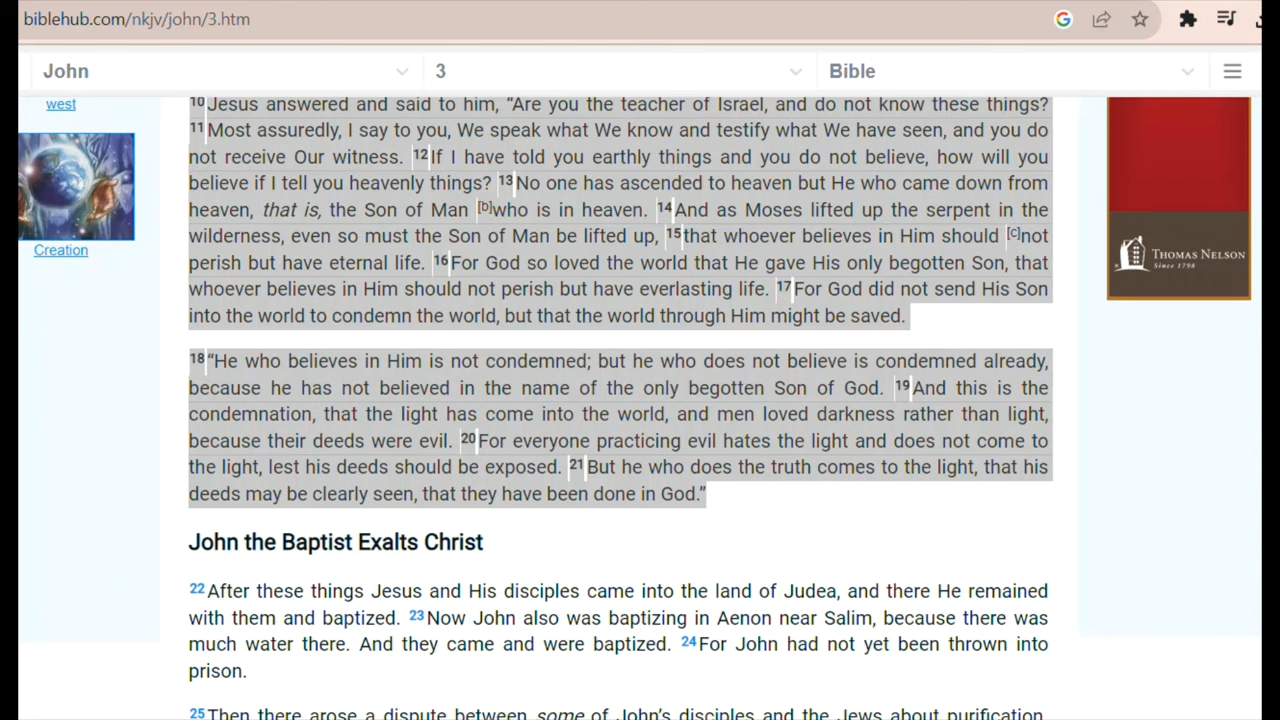 biblehub.com/nkjv/john/3.htm
John 3 Bible
west
Creation
10 Jesus answered and said to him, “Are you the teacher of Israel, and do not know these things?
11 Most assuredly, I say to you, We speak what We know and testify what We have seen, and you do
not receive Our witness. 12 If I have told you earthly things and you do not believe, how will you
believe if I tell you heavenly things? 13 No one has ascended to heaven but He who came down from
heaven, that is, the Son of Man [b]who is in heaven. 14 And as Moses lifted up the serpent in the
wilderness, even so must the Son of Man be lifted up, 15 that whoever believes in Him should [c]not
perish but have eternal life. 16 For God so loved the world that He gave His only begotten Son, that
whoever believes in Him should not perish but have everlasting life. 17 For God did not send His Son
into the world to condemn the world, but that the world through Him might be saved.
18 “He who believes in Him is not condemned; but he who does not believe is condemned already,
because he has not believed in the name of the only begotten Son of God. 19 And this is the
condemnation, that the light has come into the world, and men loved darkness rather than light,
because their deeds were evil. 20 For everyone practicing evil hates the light and does not come to
the light, lest his deeds should be exposed. 21 But he who does the truth comes to the light, that his
deeds may be clearly seen, that they have been done in God.”
John the Baptist Exalts Christ
22 After these things Jesus and His disciples came into the land of Judea, and there He remained
with them and baptized. 23 Now John also was baptizing in Aenon near Salim, because there was
much water there. And they came and were baptized. 24 For John had not yet been thrown into
prison.
25 Then there arose a dispute between some of John’s disciples and the Jews about purification.
THOMAS NELSON
Since 1798